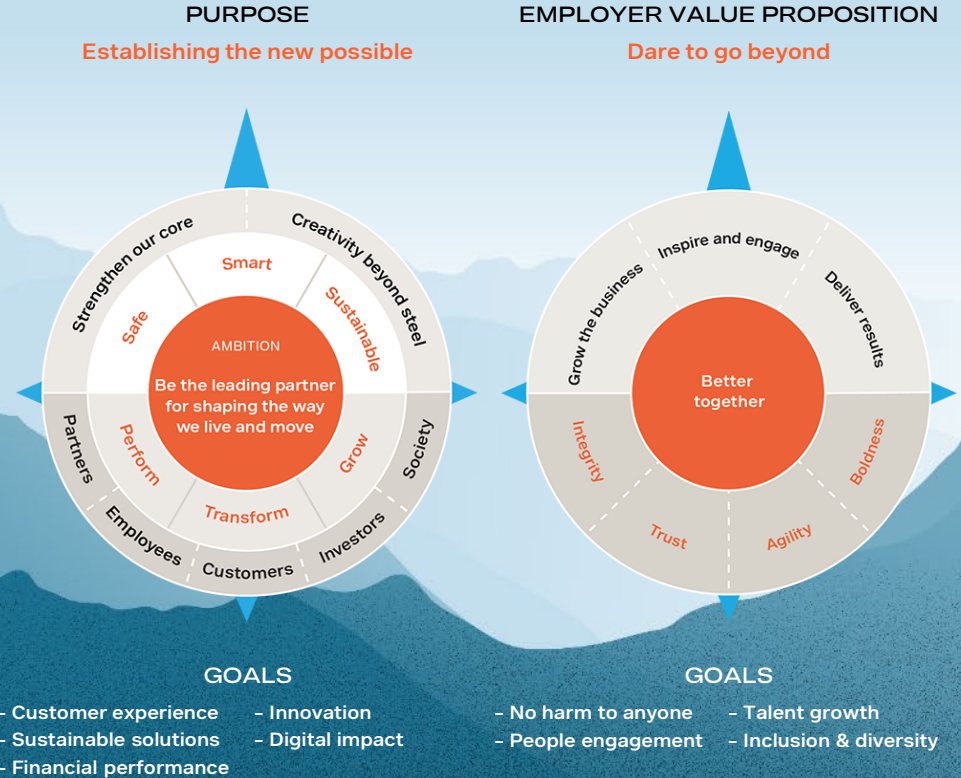 PURPOSE
Establishing the new possible
Strengthen our core
Creativity beyond steel
Safe
Smart
Sustainable
AMBITION
Be the leading partner
for shaping the way
we live and move
Perform
Transform
Grow
Partners
Employees
Customers
Investors
Society
GOALS
- Customer experience
- Sustainable solutions
- Financial performance
- Innovation
- Digital impact
EMPLOYER VALUE PROPOSITION
Dare to go beyond
Grow the business
Inspire and engage
Deliver results
Better
together
Integrity
Trust
Agility
Boldness
GOALS
- No harm to anyone
- People engagement
- Talent growth
- Inclusion & diversity